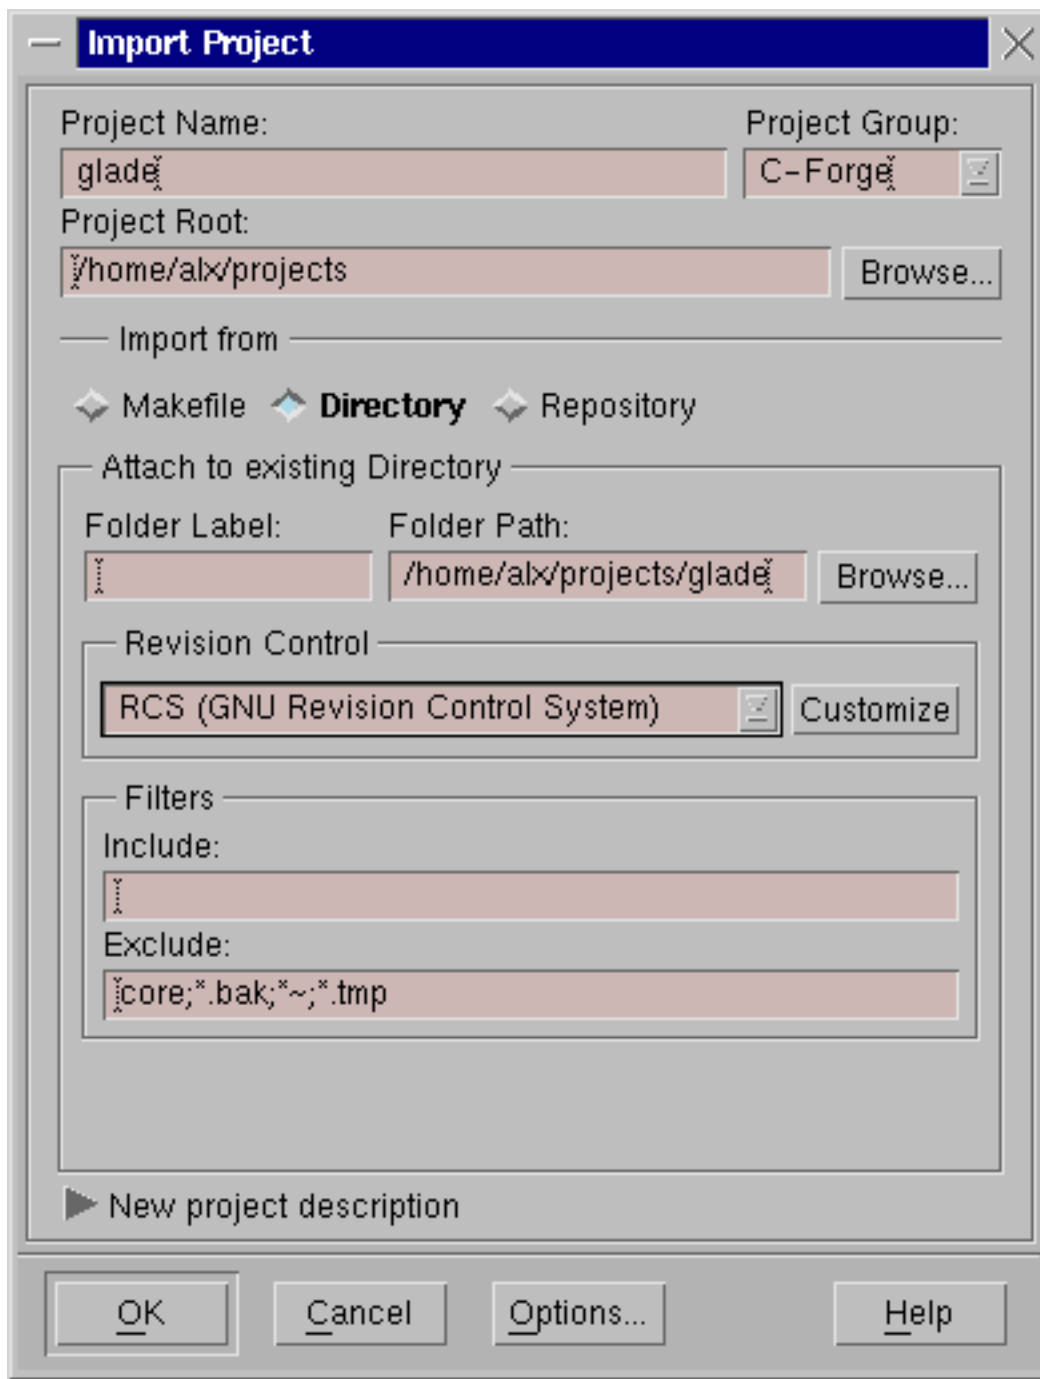 Import Project
Project Name: Project Group:
glade C-Forge
Project Root:
/home/alx/projects Browse...
Import from
Makefile Directory Repository
Attach to existing Directory
Folder Label: Folder Path:
/home/alx/projects/glade Browse...
Revision Control
RCS (GNU Revision Control System) Customize
Filters
Include:
Exclude:
core;*.bak;*~;*.tmp
New project description
OK Cancel Options... Help